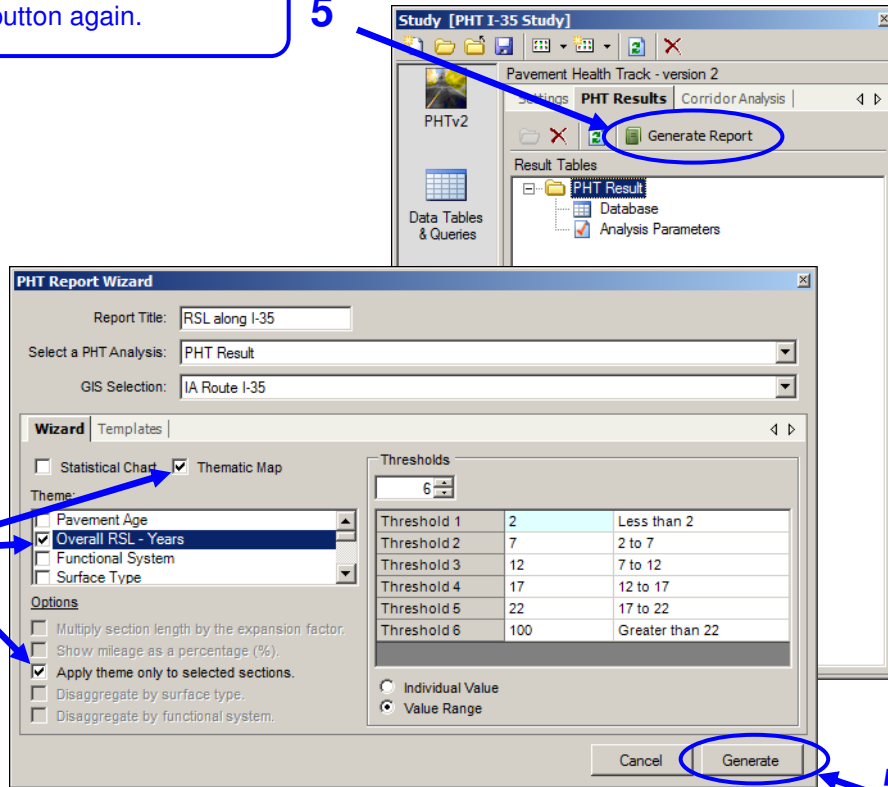 button again.
5
Study [PHT I-35 Study]
Pavement Health Track - version 2
Settings PHT Results Corridor Analysis
PHTv2
Generate Report
Result Tables
PHT Result
Database
Analysis Parameters
Data Tables
& Queries
PHT Report Wizard
Report Title: RSL along I-35
Select a PHT Analysis: PHT Result
GIS Selection: IA Route I-35
Wizard Templates
Statistical Chart Thematic Map
Theme:
Pavement Age
Overall RSL - Years
Functional System
Surface Type
Options
Multiply section length by the expansion factor.
Show mileage as a percentage (%).
Apply theme only to selected sections.
Disaggregate by surface type.
Disaggregate by functional system.
Thresholds
6
Threshold 1 2 Less than 2
Threshold 2 7 2 to 7
Threshold 3 12 7 to 12
Threshold 4 17 12 to 17
Threshold 5 22 17 to 22
Threshold 6 100 Greater than 22
Individual Value
Value Range
Cancel Generate